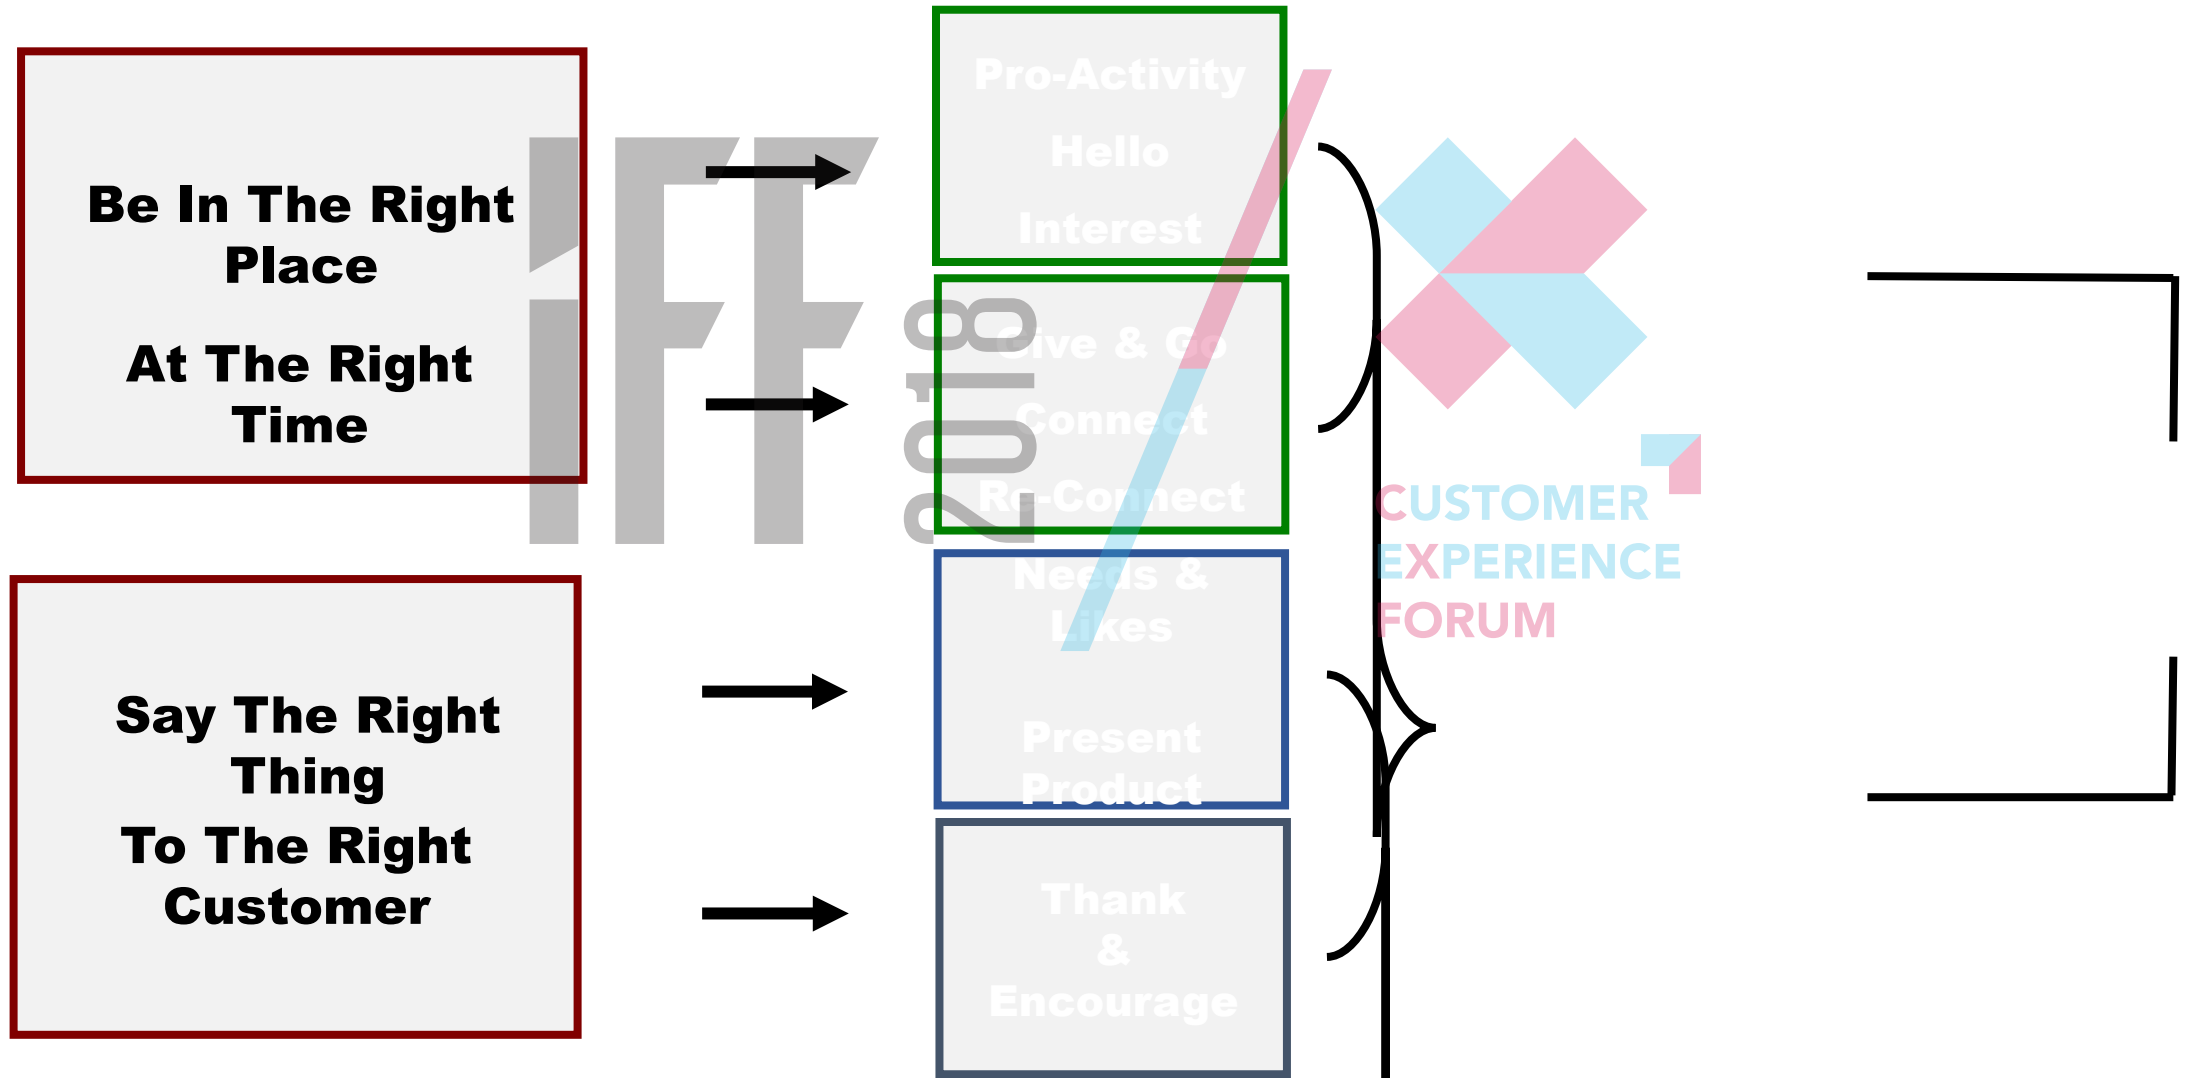 Be In The Right
Place
At The Right
Time
Say The Right
Thing
To The Right
Customer
Pro-Activity
Hello
Interest
Give & Go
Connect
Re-Connect
Needs &
Likes
Present
Product
Thank
&
Encourage
iFF
2018
CUSTOMER
EXPERIENCE
FORUM